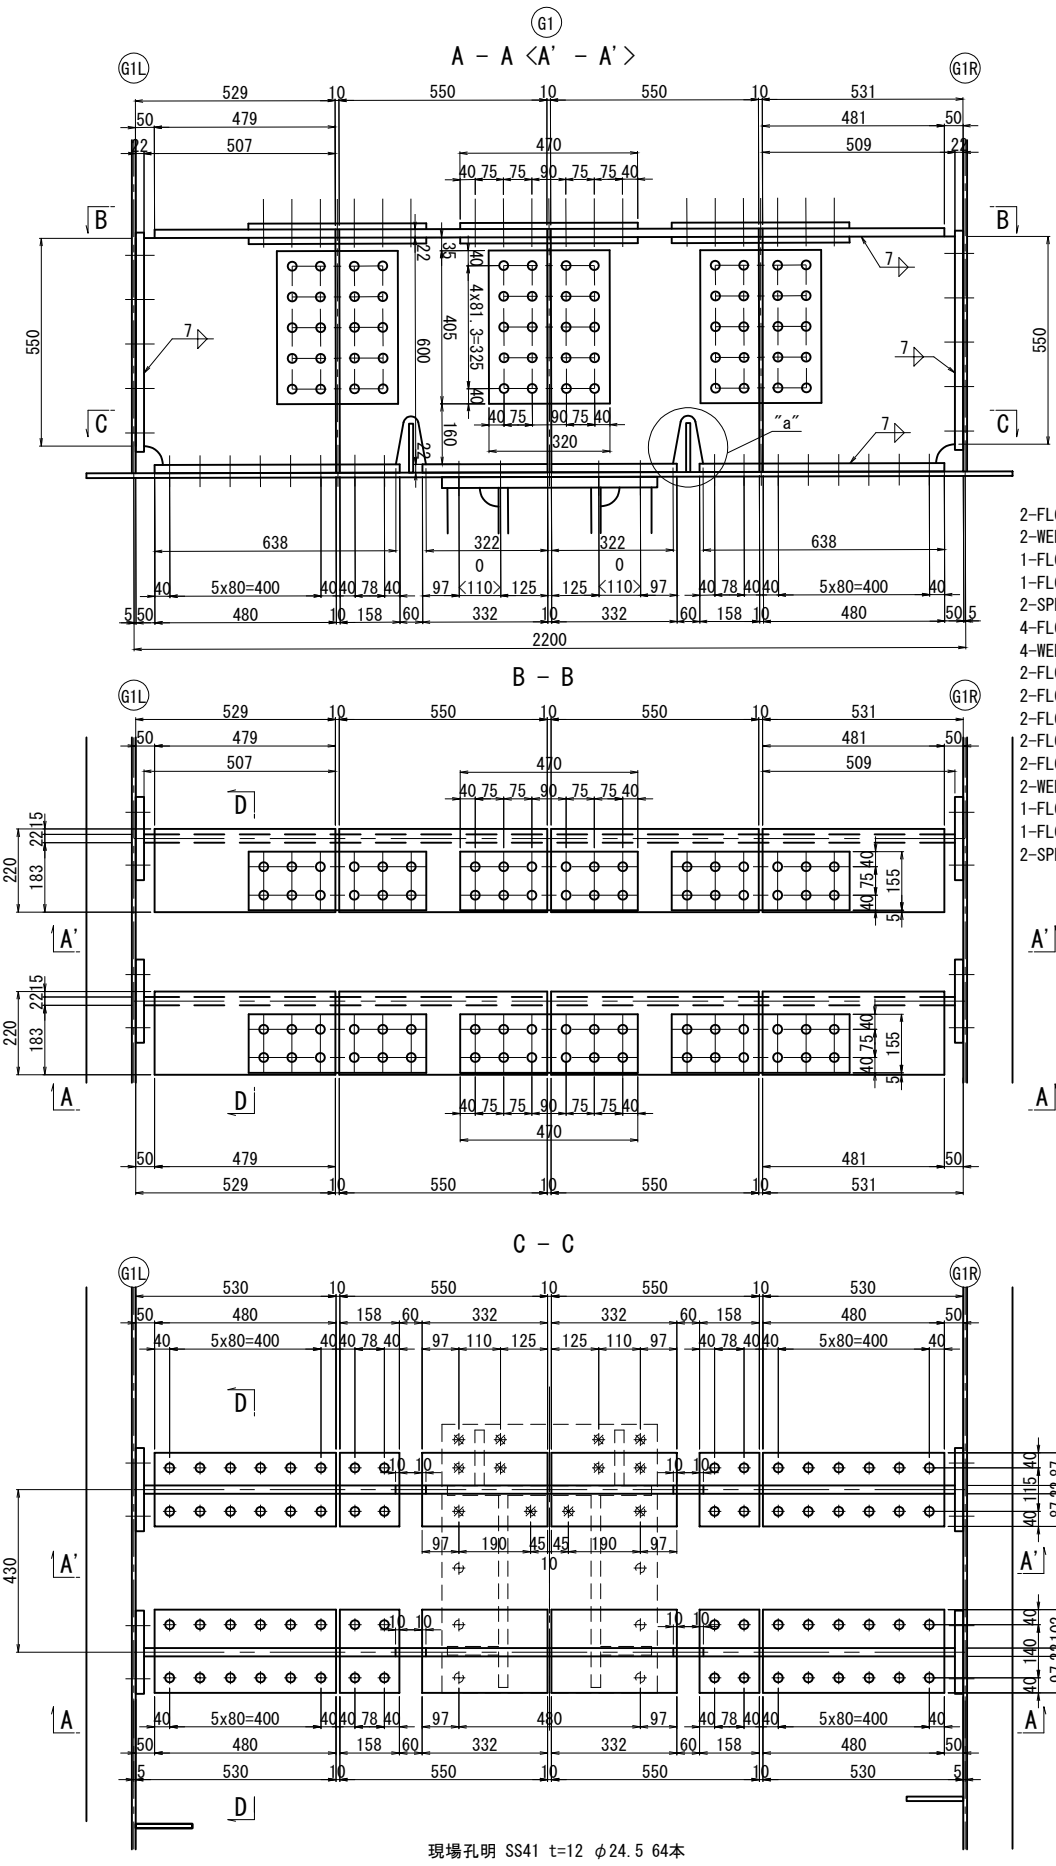 G1
A - A <A' - A'>
G1L
G1R
529 10 550 10 550 10 531
50 479 481 50
22 507 470 509 22
40 75 75 90 75 75 40
B
B
22 35 40
7
550
7
405 4x81.3=325 600
7
550
C
C
40
40 75 90 75 40
160
320
22
"a"
7
638 322 322 638
0 0
40 5x80=400 40 40 78 40 97 <110> 125 125 <110> 97 40 78 40 40 5x80=400 40
5 50 480 10 158 60 332 10 332 60 158 10 480 50 5
2200
2-FL
2-WE
1-FL
1-FL
2-SP
4-FL
4-WE
2-FL
2-FL
2-FL
2-FL
2-FL
2-WE
1-FL
1-FL
2-SP
B - B
G1L
G1R
529 10 550 10 550 10 531
50 479 481 50
507 470 509
D
40 75 75 90 75 75 40
220 22 15 183
40 75 40 155 5
A'
A'
220 22 15 183
40 75 40 155 5
A
D
A
40 75 75 90 75 75 40
470
50 479 481 50
529 10 550 10 550 10 531
C - C
G1L
G1R
530 10 550 10 550 10 530
50 480 158 60 332 332 60 158 480 50
40 5x80=400 40 40 78 40 97 110 125 125 110 97 40 78 40 40 5x80=400 40
D
10 10 10 10
40 115 40
87 22 87
97 190 45 45 190 97
10
430
A'
A'
10 10 10 10
40 140 40
97 22 103
A
A
40 5x80=400 40 40 78 40 97 480 97 40 78 40 40 5x80=400 40
50 480 158 60 332 332 60 158 480 50
5 530 10 550 10 550 10 530 5
D
現場孔明 SS41 t=12 φ24.5 64本